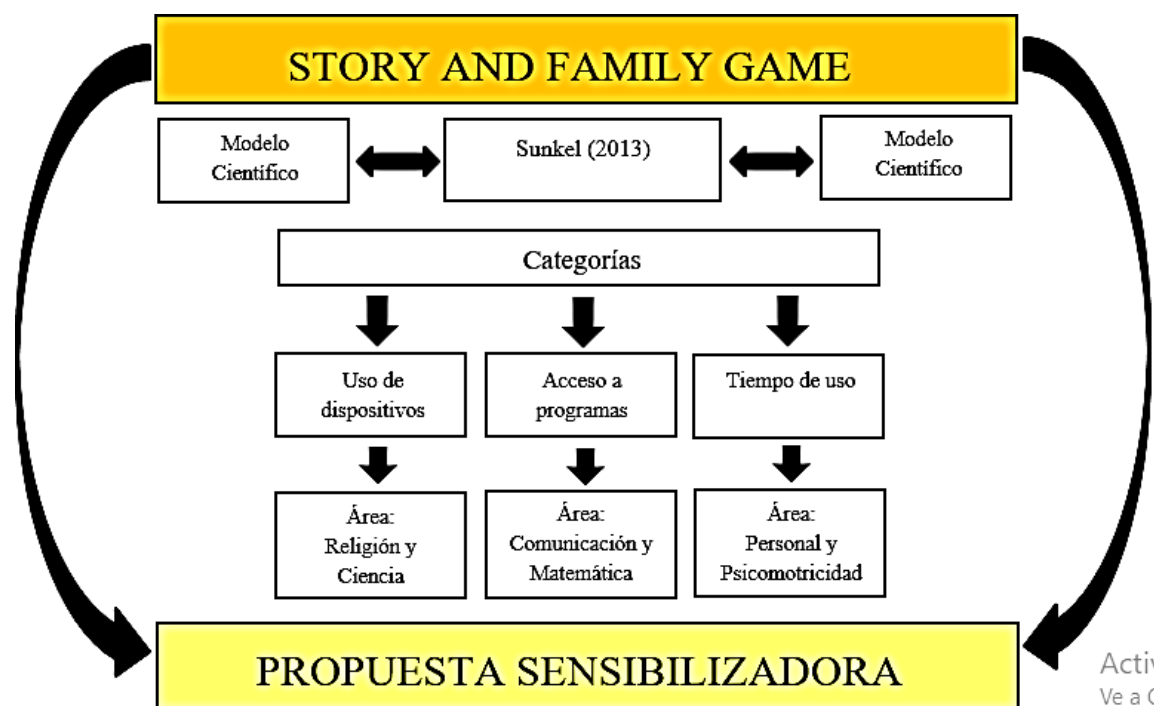 STORY AND FAMILY GAME
Modelo
Científico
Sunkel (2013)
Modelo
Científico
Categorías
Uso de
dispositivos
Acceso a
programas
Tiempo de uso
Área:
Religión y
Ciencia
Área:
Comunicación y
Matemática
Área:
Personal y
Psicomotricidad
PROPUESTA SENSIBILIZADORA
Ve a